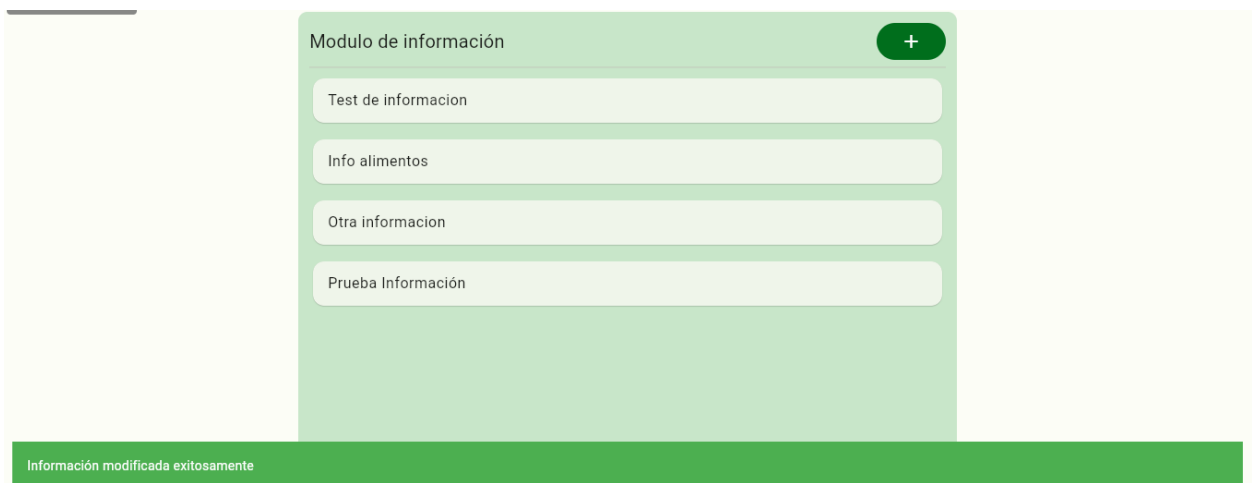 Modulo de información
+
Test de informacion
Info alimentos
Otra informacion
Prueba Información
Información modificada exitosamente